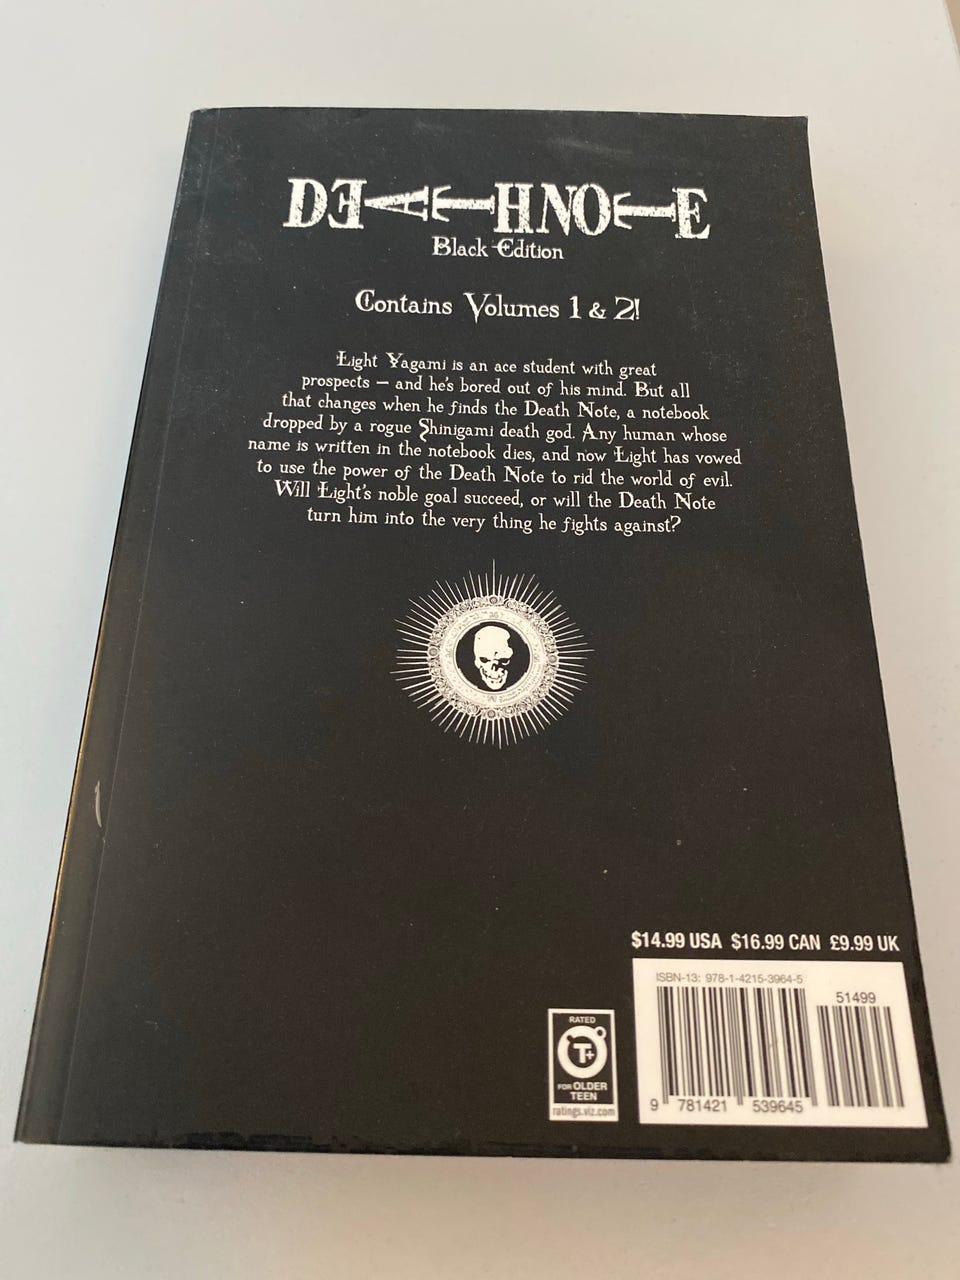 DEATH NOTE
Black Edition
Contains Volumes 1 & 2!
Light Yagami is an ace student with great
prospects — and he's bored out of his mind. But all
that changes when he finds the Death Note, a notebook
dropped by a rogue Shinigami death god. Any human whose
name is written in the notebook dies, and now Light has vowed
to use the power of the Death Note to rid the world of evil.
Will Light's noble goal succeed, or will the Death Note
turn him into the very thing he fights against?
$14.99 USA $16.99 CAN £9.99 UK
ISBN-13: 978-1-4215-3964-5
51499
9 781421 539645
RATED
T+
FOR OLDER
TEEN
ratings.viz.com